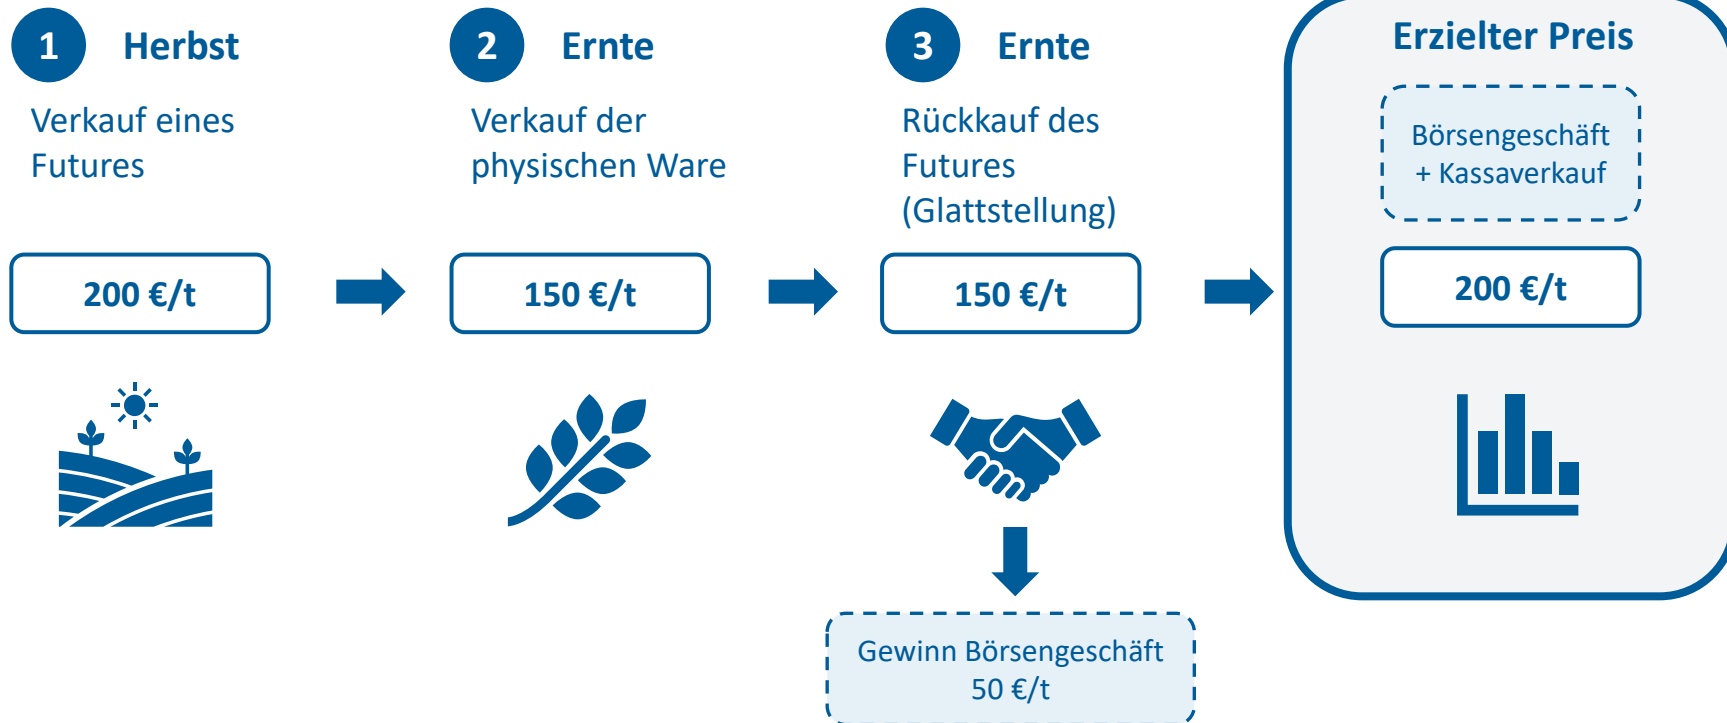 1 Herbst
Verkauf eines
Futures
200 €/t
2 Ernte
Verkauf der
physischen Ware
150 €/t
3 Ernte
Rückkauf des
Futures
(Glattstellung)
150 €/t
Gewinn Börsengeschäft
50 €/t
Erzielter Preis
Börsengeschäft
+ Kassaverkauf
200 €/t